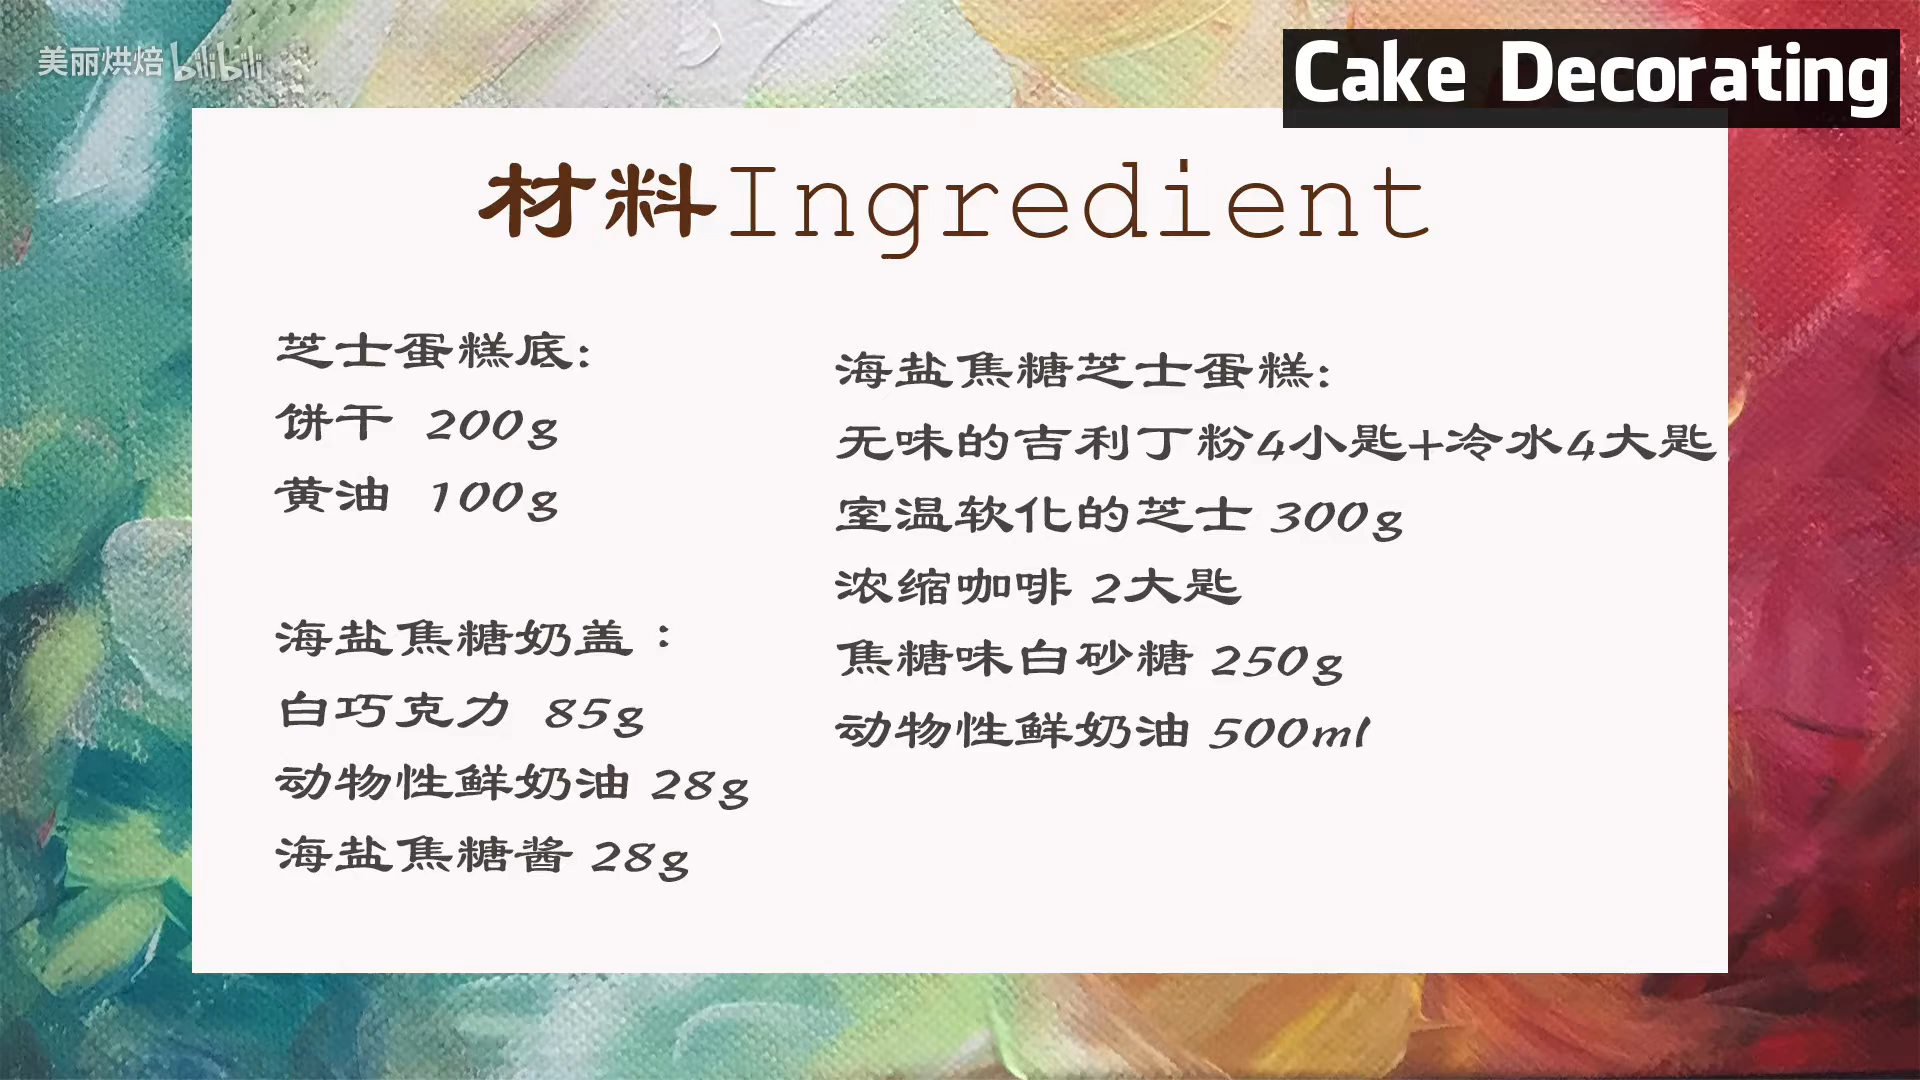 美丽烘焙 bilibili
Cake Decorating
材料Ingredient
芝士蛋糕底:
饼干 200g
黄油 100g
海盐焦糖奶盖：
白巧克力 85g
动物性鲜奶油 28g
海盐焦糖酱 28g
海盐焦糖芝士蛋糕:
无味的吉利丁粉4小匙+冷水4大匙
室温软化的芝士 300g
浓缩咖啡 2大匙
焦糖味白砂糖 250g
动物性鲜奶油 500ml